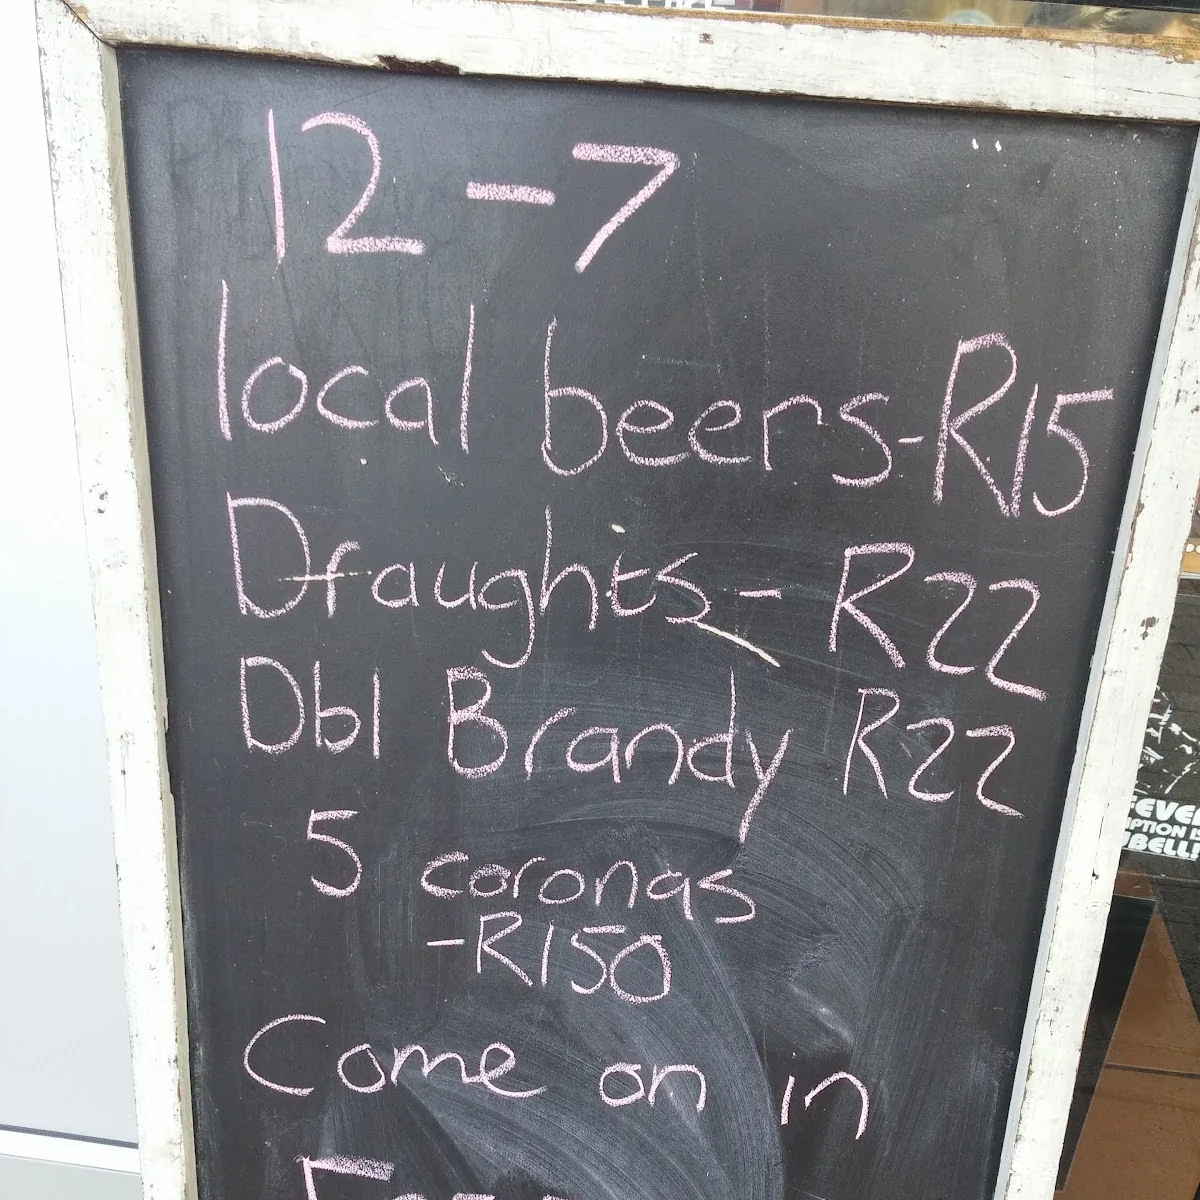 12 - 7
local beers - R15
Draughts - R22
Dbl Brandy R22
5 coronas
- R150
Come on in